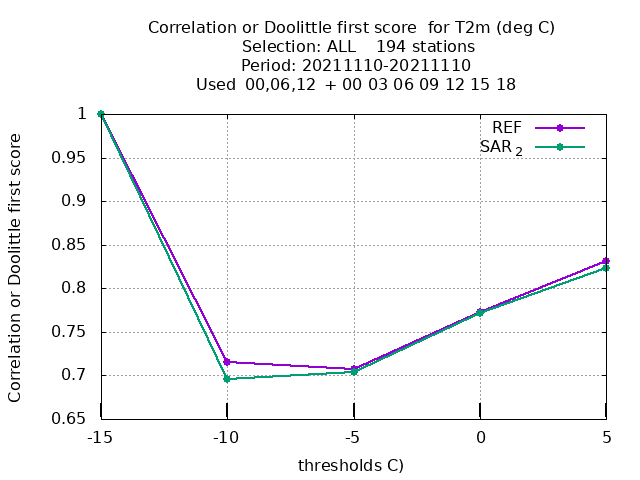 Correlation or Doolittle first score  for T2m (deg C)
Selection: ALL    194 stations
Period: 20211110-20211110
Used  00,06,12  + 00 03 06 09 12 15 18
REF
SAR 2
1
0.95
0.9
0.85
0.8
0.75
0.7
0.65
Correlation or Doolittle first score
-15 -10 -5 0 5
thresholds C)